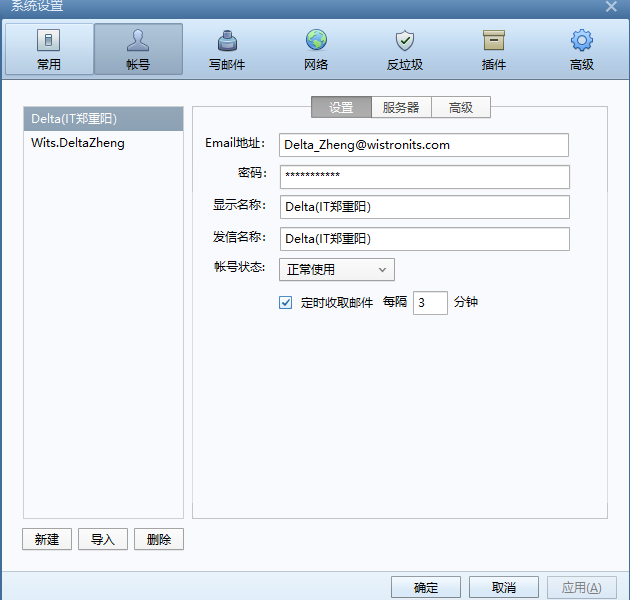 系统设置
常用 帐号 写邮件 网络 反垃圾 插件 高级
设置 服务器 高级
Delta(IT郑重阳)
Wits.DeltaZheng
Email地址: Delta_Zheng@wistronits.com
密码: ***********
显示名称: Delta(IT郑重阳)
发信名称: Delta(IT郑重阳)
帐号状态: 正常使用
定时收取邮件 每隔 3 分钟
新建 导入 删除
确定 取消 应用(A)